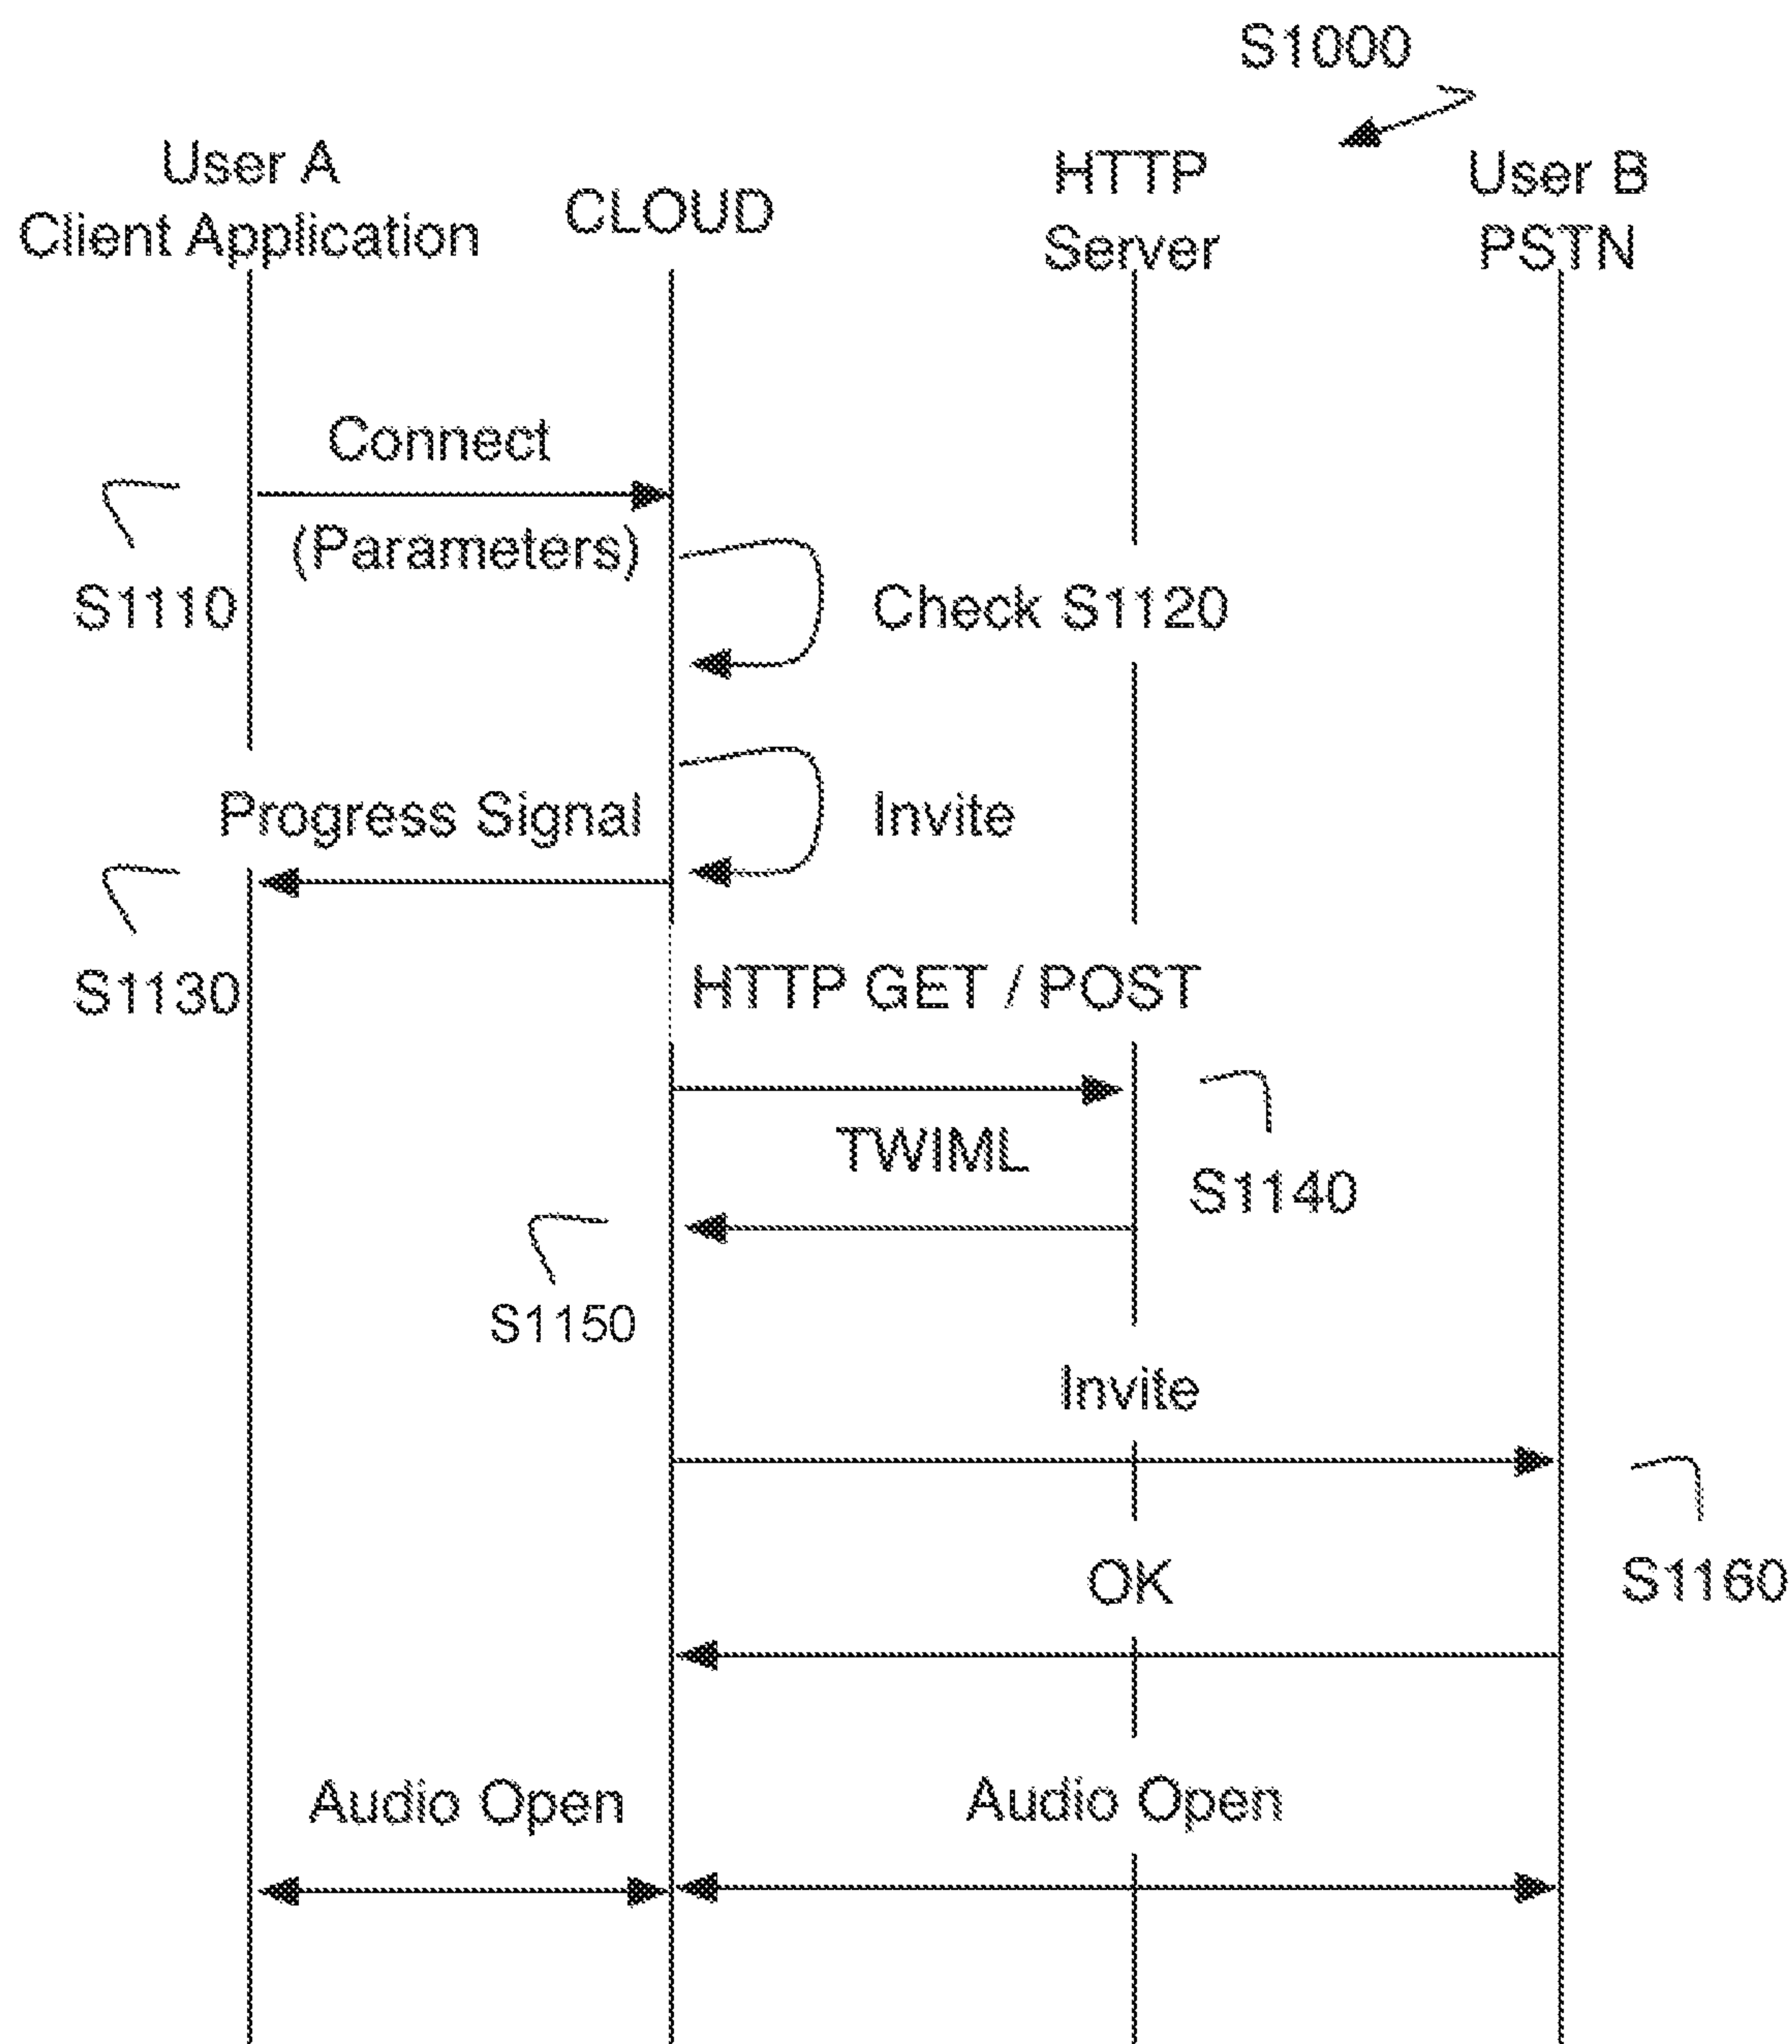 S1000
User A
Client Application
CLOUD
HTTP
Server
User B
PSTN
Connect
(Parameters)
S1110
Check S1120
Progress Signal
Invite
S1130
HTTP GET / POST
TWIML
S1140
S1150
Invite
OK
S1160
Audio Open
Audio Open